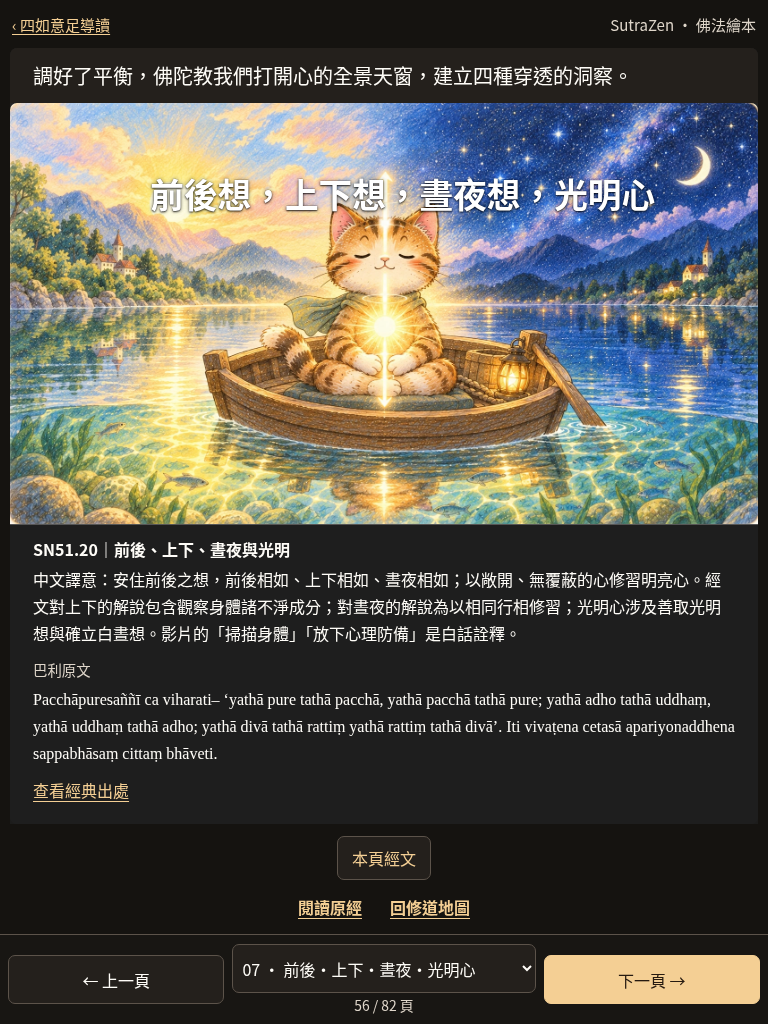 ‹ 四如意足導讀
SutraZen · 佛法繪本
調好了平衡，佛陀教我們打開心的全景天窗，建立四種穿透的洞察。
前後想，上下想，晝夜想，光明心
SN51.20｜前後、上下、晝夜與光明
中文譯意：安住前後之想，前後相如、上下相如、晝夜相如；以敞開、無覆蔽的心修習明亮心。經
文對上下的解說包含觀察身體諸不淨成分；對晝夜的解說為以相同行相修習；光明心涉及善取光明
想與確立白晝想。影片的「掃描身體」「放下心理防備」是白話詮釋。
巴利原文
Pacchāpuresaññī ca viharati– ‘yathā pure tathā pacchā, yathā pacchā tathā pure; yathā adho tathā uddhaṃ,
yathā uddhaṃ tathā adho; yathā divā tathā rattiṃ yathā rattiṃ tathā divā’. Iti vivaṭena cetasā apariyonaddhena
sappabhāsaṃ cittaṃ bhāveti.
查看經典出處
本頁經文
閱讀原經 回修道地圖
← 上一頁
07 · 前後·上下·晝夜·光明心
下一頁 →
56 / 82 頁